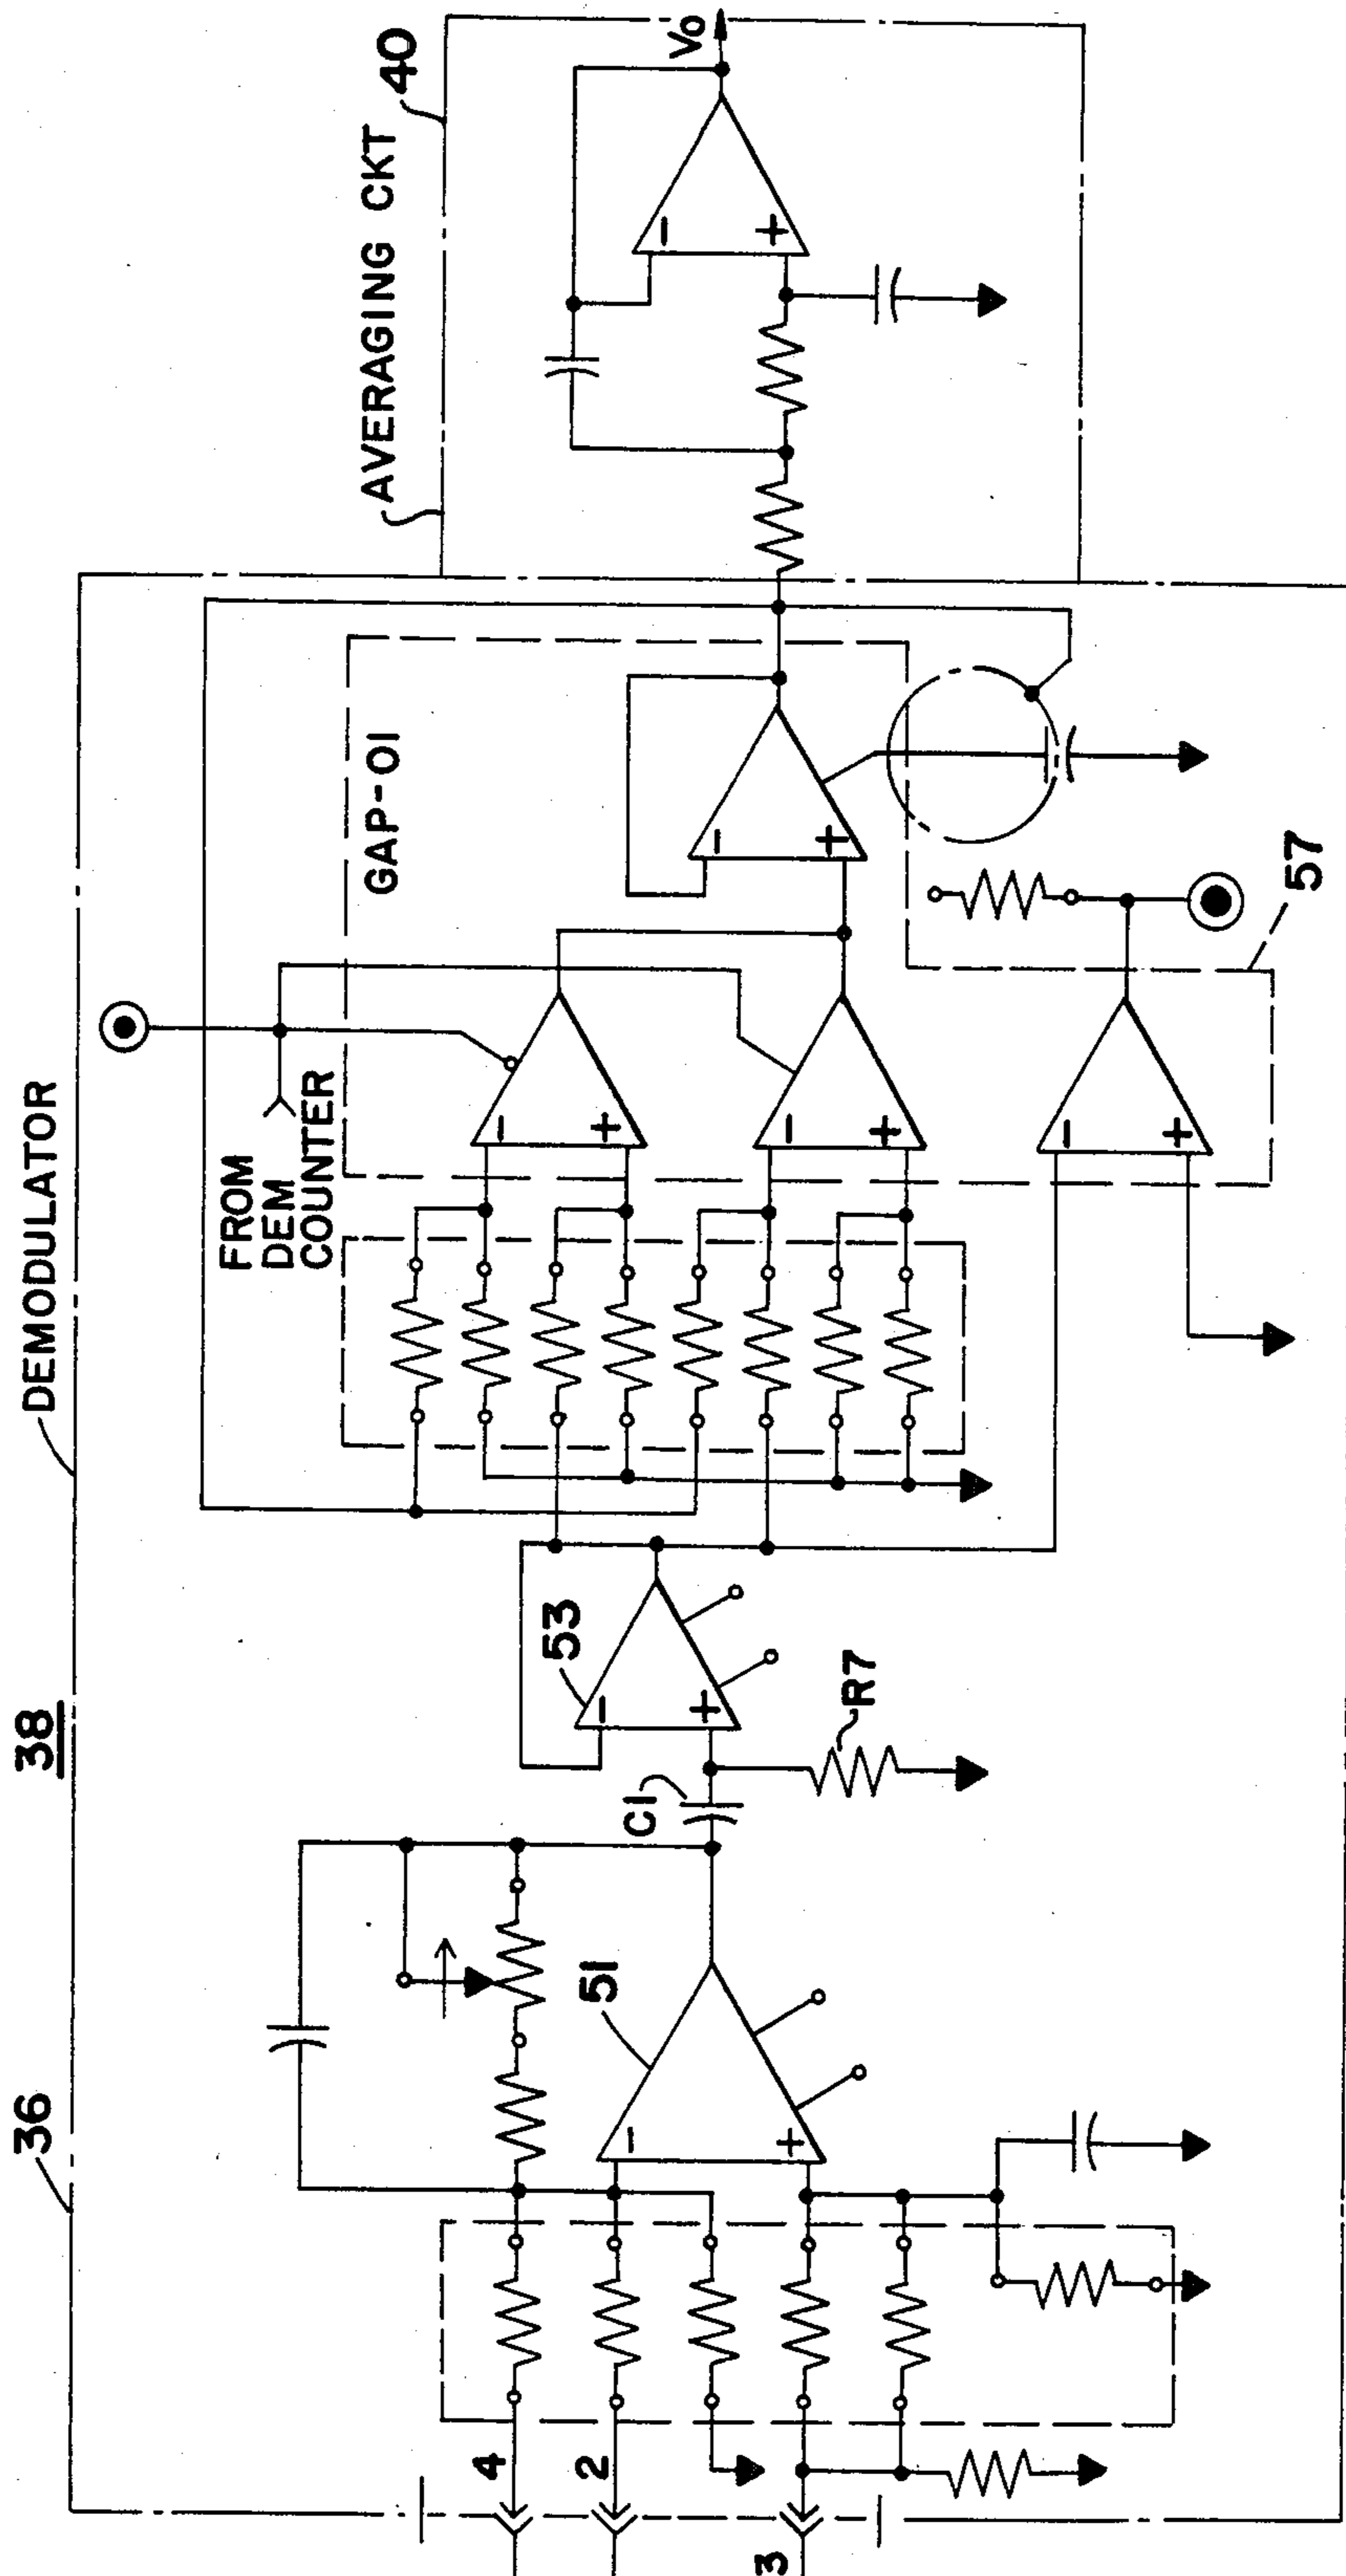 38
36
DEMODULATOR
AVERAGING CKT
40
V0
GAP-01
FROM
DEM
COUNTER
57
53
C1
R7
51
4
2
3
-
+
-
+
-
+
-
+
-
+
-
+
-
+